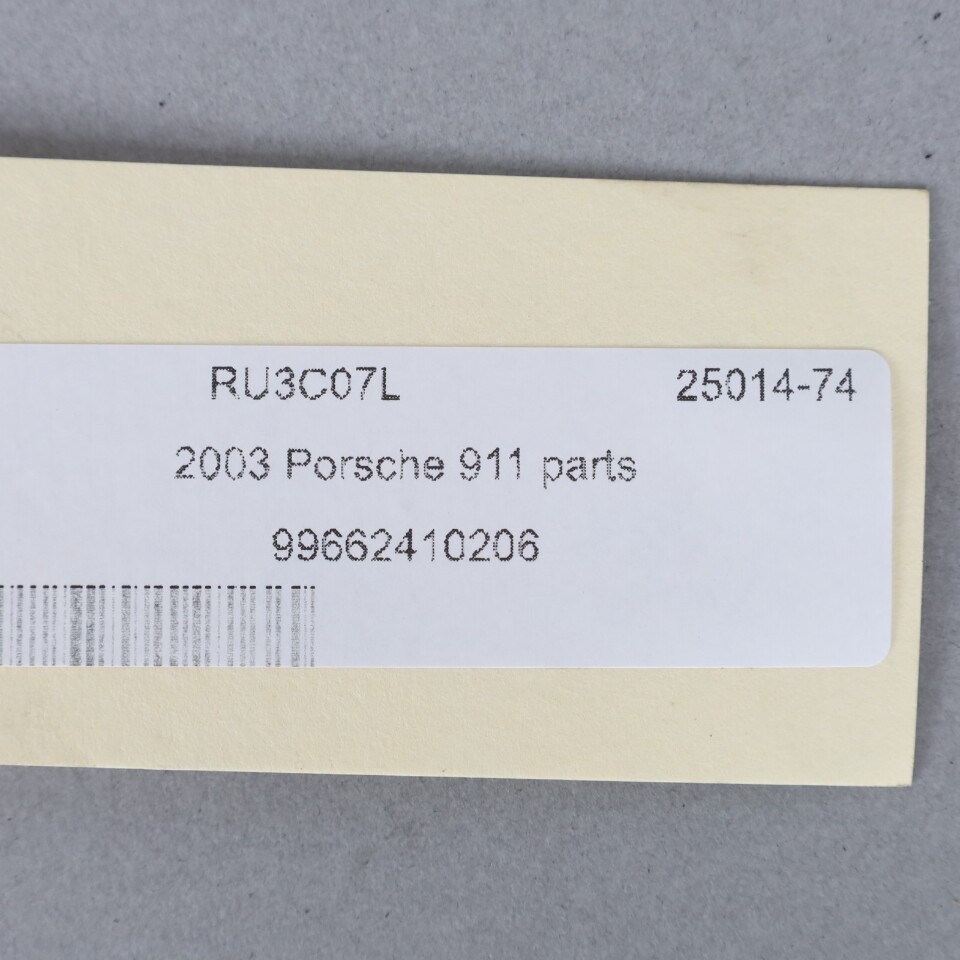 RU3C07L 25014-74
2003 Porsche 911 parts
99662410206